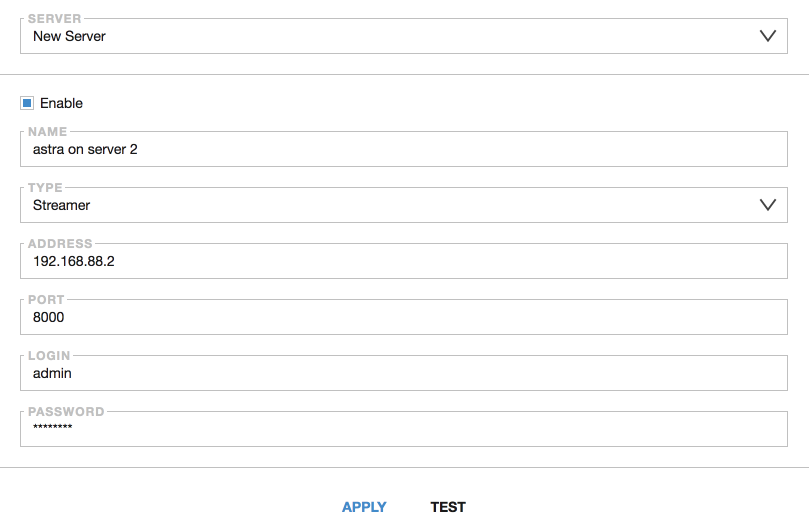 SERVER
New Server
Enable
NAME
astra on server 2
TYPE
Streamer
ADDRESS
192.168.88.2
PORT
8000
LOGIN
admin
PASSWORD
********
APPLY TEST